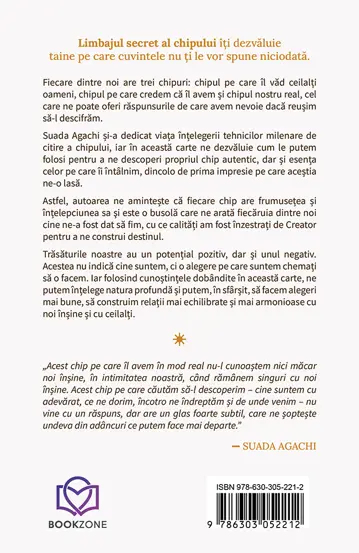 Limbajul secret al chipului îți dezvăluie
taine pe care cuvintele nu ți le vor spune niciodată.
Fiecare dintre noi are trei chipuri: chipul pe care îl văd ceilalți
oameni, chipul pe care credem că îl avem și chipul nostru real, cel
care ne poate oferi răspunsurile de care avem nevoie dacă reușim
să-l descifrăm.
Suada Agachi și-a dedicat viața înțelegerii tehnicilor milenare de
citire a chipului, iar în această carte ne dezvăluie cum le putem
folosi pentru a ne descoperi propriul chip autentic, dar și esența
celor pe care îi întâlnim, dincolo de prima impresie pe care aceștia
ne-o lasă.
Astfel, autoarea ne amintește că fiecare chip are frumusețea și
înțelepciunea sa și este o busolă care ne arată fiecăruia dintre noi
cine ne-a fost dat să fim, cu ce calități am fost înzestrați de Creator
pentru a ne construi destinul.
Trăsăturile noastre au un potențial pozitiv, dar și unul negativ.
Acestea nu indică cine suntem, ci o alegere pe care suntem chemați
să o facem. Iar folosind cunoștințele dobândite în această carte, ne
putem înțelege natura profundă și putem, în sfârșit, să facem alegeri
mai bune, să construim relații mai echilibrate și mai armonioase cu
noi înșine și cu ceilalți.
„Acest chip pe care îl avem în mod real nu-l cunoaștem nici măcar
noi înșine, în intimitatea noastră, când rămânem singuri cu noi
înșine. Acest chip pe care căutăm să-l descoperim – cine suntem cu
adevărat, ce ne dorim, încotro ne îndreptăm și de unde venim – nu
vine cu un răspuns, dar are un glas foarte subtil, care ne șoptește
undeva din adâncuri ce putem face mai departe.”
— SUADA AGACHI
ISBN 978-630-305-221-2
9 786303 052212
BOOKZONE